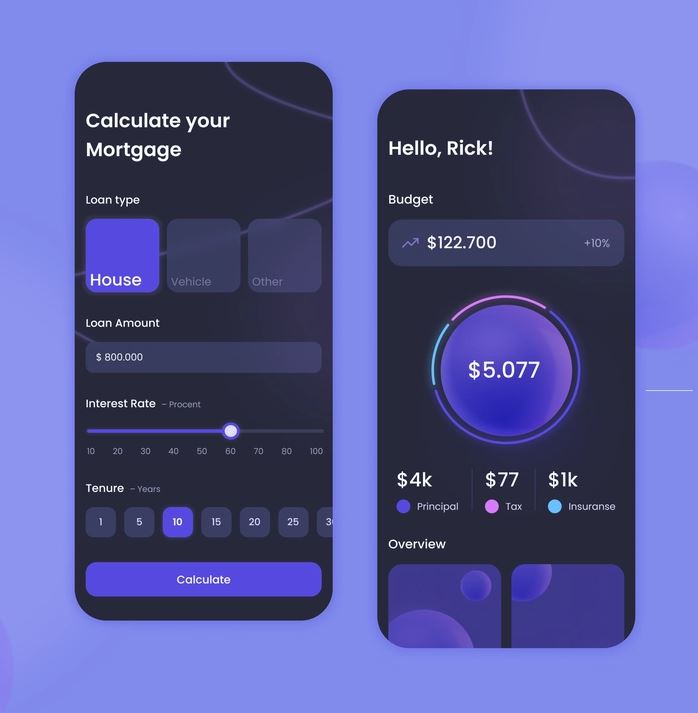 Calculate your
Mortgage
Loan type
House
Vehicle
Other
Loan Amount
$ 800.000
Interest Rate – Procent
10 20 30 40 50 60 70 80 100
Tenure – Years
1 5 10 15 20 25
Calculate
Hello, Rick!
Budget
$122.700 +10%
$5.077
$4k $77 $1k
Principal Tax Insuranse
Overview